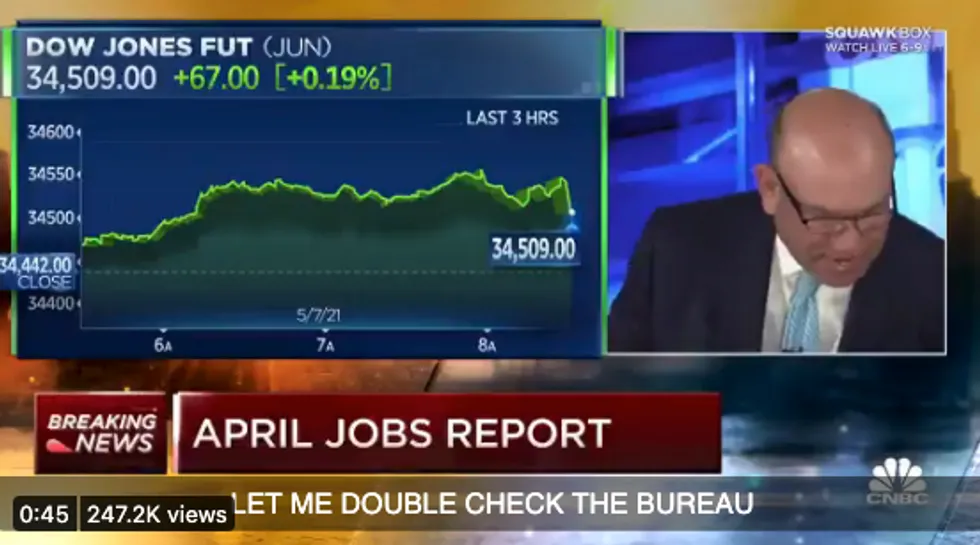 DOW JONES FUT (JUN)
34,509.00 +67.00 [+0.19%]
LAST 3 HRS
34600
34550
34500
34,442.00
CLOSE
34400
34,509.00
5/7/21
6A
7A
8A
SQUAWKBOX
WATCH LIVE 6-9
BREAKING
NEWS
APRIL JOBS REPORT
CNBC
LET ME DOUBLE CHECK THE BUREAU
0:45
247.2K views